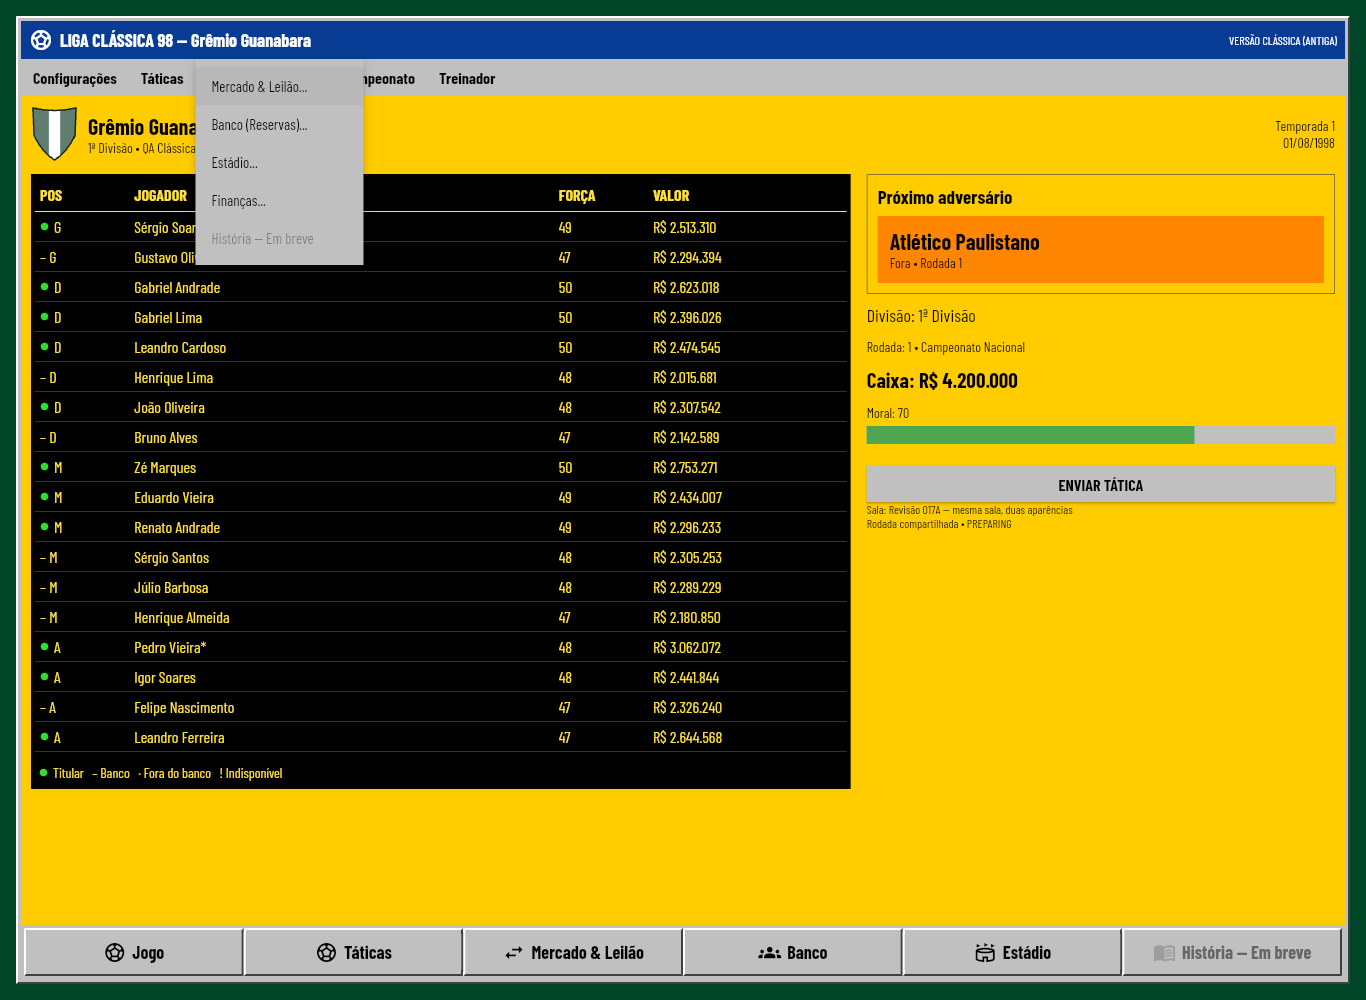 LIGA CLÁSSICA 98 — Grêmio Guanabara
VERSÃO CLÁSSICA (ANTIGA)
Configurações Táticas Treinador
Mercado & Leilão...
Banco (Reservas)...
Estádio...
Finanças...
História — Em breve
Grêmio
1ª Divisão • QA Clássica
Temporada 1
01/08/1998
POS JOGADOR FORÇA VALOR
G Sérgio 49 R$ 2.513.310
– G Gustavo 47 R$ 2.294.394
D Gabriel Andrade 50 R$ 2.623.018
D Gabriel Lima 50 R$ 2.396.026
D Leandro Cardoso 50 R$ 2.474.545
– D Henrique Lima 48 R$ 2.015.681
D João Oliveira 48 R$ 2.307.542
– D Bruno Alves 47 R$ 2.142.589
M Zé Marques 50 R$ 2.753.271
M Eduardo Vieira 49 R$ 2.434.007
M Renato Andrade 49 R$ 2.296.233
– M Sérgio Santos 48 R$ 2.305.253
– M Júlio Barbosa 48 R$ 2.289.229
– M Henrique Almeida 47 R$ 2.180.850
A Pedro Vieira* 48 R$ 3.062.072
A Igor Soares 48 R$ 2.441.844
– A Felipe Nascimento 47 R$ 2.326.240
A Leandro Ferreira 47 R$ 2.644.568
Titular – Banco · Fora do banco ! Indisponível
Próximo adversário
Atlético Paulistano
Fora • Rodada 1
Divisão: 1ª Divisão
Rodada: 1 • Campeonato Nacional
Caixa: R$ 4.200.000
Moral: 70
ENVIAR TÁTICA
Sala: Revisão 017A — mesma sala, duas aparências
Rodada compartilhada • PREPARING
Jogo Táticas Mercado & Leilão Banco Estádio História — Em breve